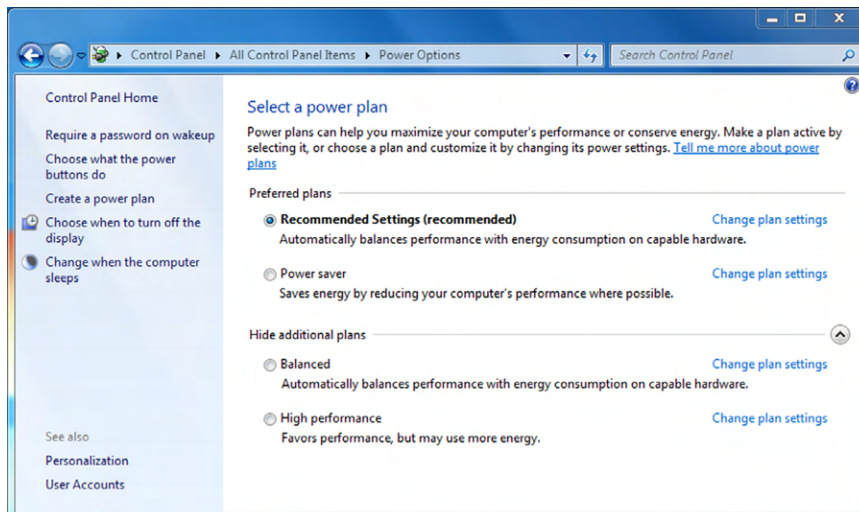 Control Panel All Control Panel Items Power Options Search Control Panel
Control Panel Home
Require a password on wakeup
Choose what the power
buttons do
Create a power plan
Choose when to turn off the
display
Change when the computer
sleeps
See also
Personalization
User Accounts
Select a power plan
Power plans can help you maximize your computer's performance or conserve energy. Make a plan active by
selecting it, or choose a plan and customize it by changing its power settings. Tell me more about power
plans
Preferred plans
Recommended Settings (recommended) Change plan settings
Automatically balances performance with energy consumption on capable hardware.
Power saver Change plan settings
Saves energy by reducing your computer's performance where possible.
Hide additional plans
Balanced Change plan settings
Automatically balances performance with energy consumption on capable hardware.
High performance Change plan settings
Favors performance, but may use more energy.